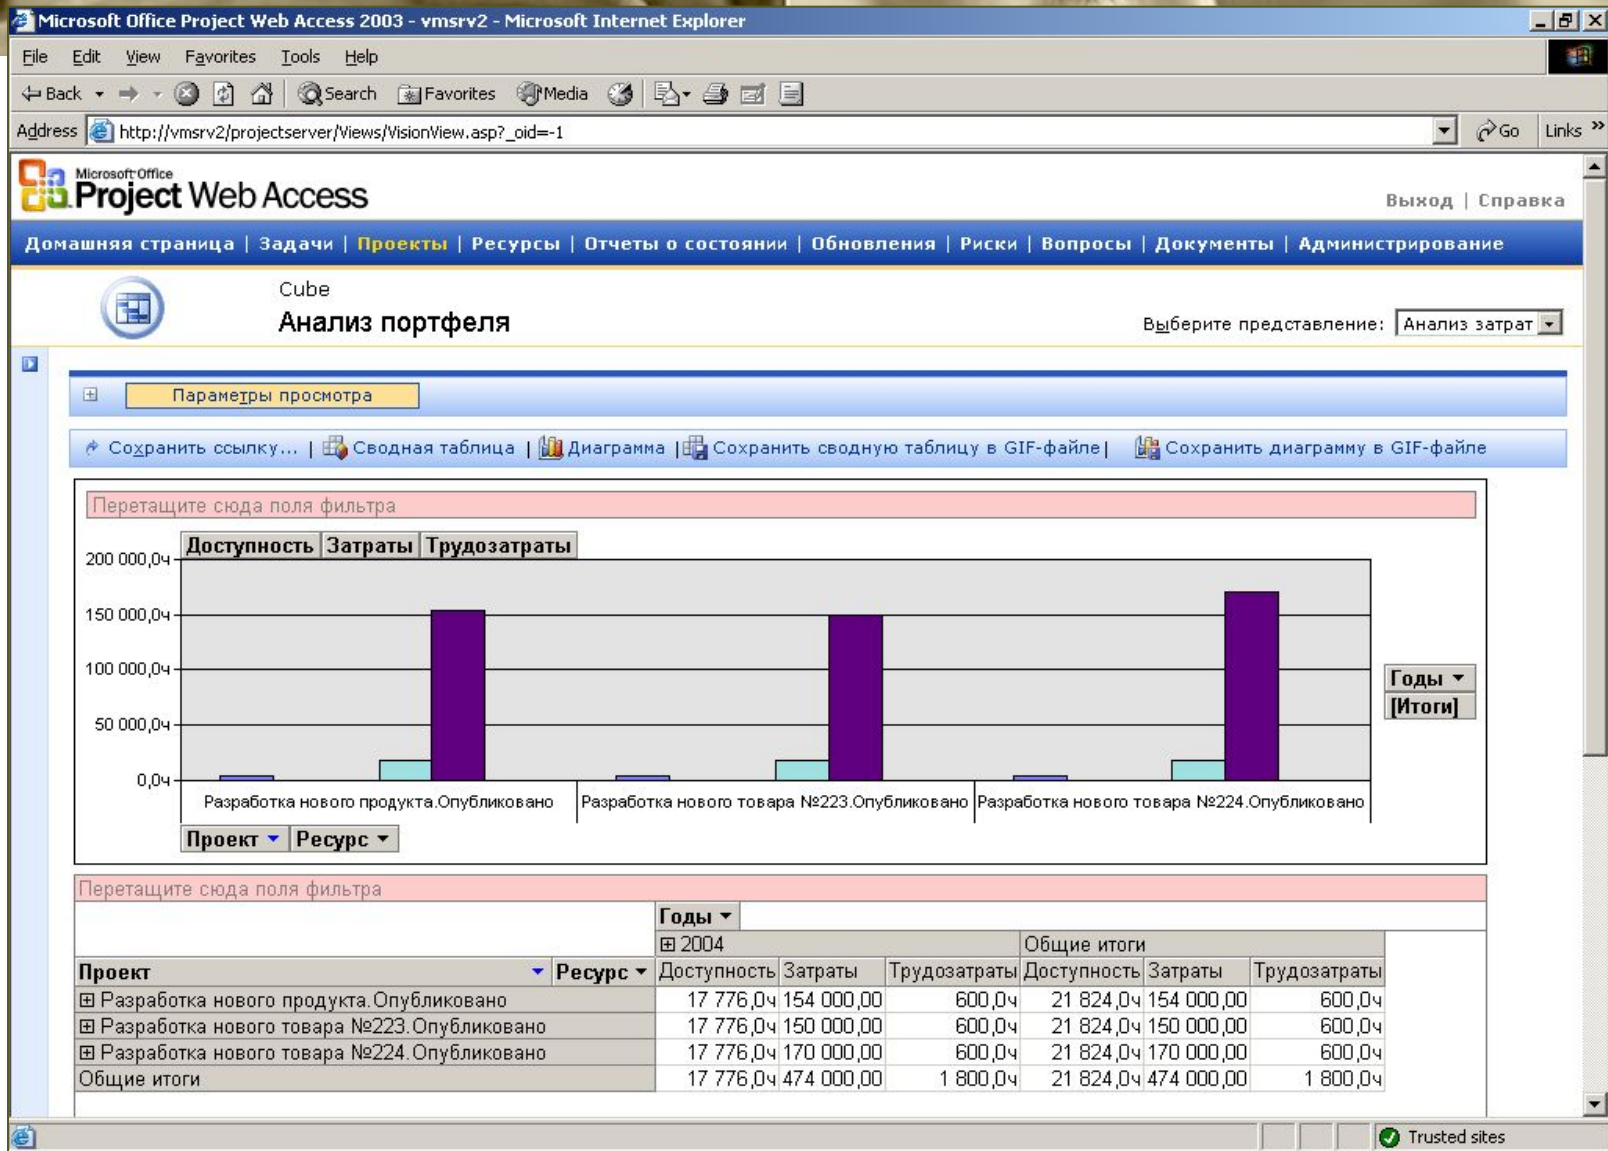 Microsoft Office Project Web Access 2003 - vmsrv2 - Microsoft Internet Explorer
File Edit View Favorites Tools Help
Back Search Favorites Media
Address http://vmsrv2/projectserver/Views/VisionView.asp?_oid=-1 Go Links »
Microsoft Office
Project Web Access
Выход | Справка
Домашняя страница | Задачи | Проекты | Ресурсы | Отчеты о состоянии | Обновления | Риски | Вопросы | Документы | Администрирование
Cube
Анализ портфеля
Выберите представление: Анализ затрат
Параметры просмотра
Сохранить ссылку... | Сводная таблица | Диаграмма | Сохранить сводную таблицу в GIF-файле | Сохранить диаграмму в GIF-файле
Перетащите сюда поля фильтра
Доступность Затраты Трудозатраты
200 000,0ч
150 000,0ч
100 000,0ч
50 000,0ч
0,0ч
Годы
[Итоги]
Разработка нового продукта.Опубликовано Разработка нового товара №223.Опубликовано Разработка нового товара №224.Опубликовано
Проект Ресурс
Перетащите сюда поля фильтра
Годы
2004 Общие итоги
Проект Ресурс Доступность Затраты Трудозатраты Доступность Затраты Трудозатраты
Разработка нового продукта.Опубликовано 17 776,0ч 154 000,00 600,0ч 21 824,0ч 154 000,00 600,0ч
Разработка нового товара №223.Опубликовано 17 776,0ч 150 000,00 600,0ч 21 824,0ч 150 000,00 600,0ч
Разработка нового товара №224.Опубликовано 17 776,0ч 170 000,00 600,0ч 21 824,0ч 170 000,00 600,0ч
Общие итоги 17 776,0ч 474 000,00 1 800,0ч 21 824,0ч 474 000,00 1 800,0ч
Trusted sites